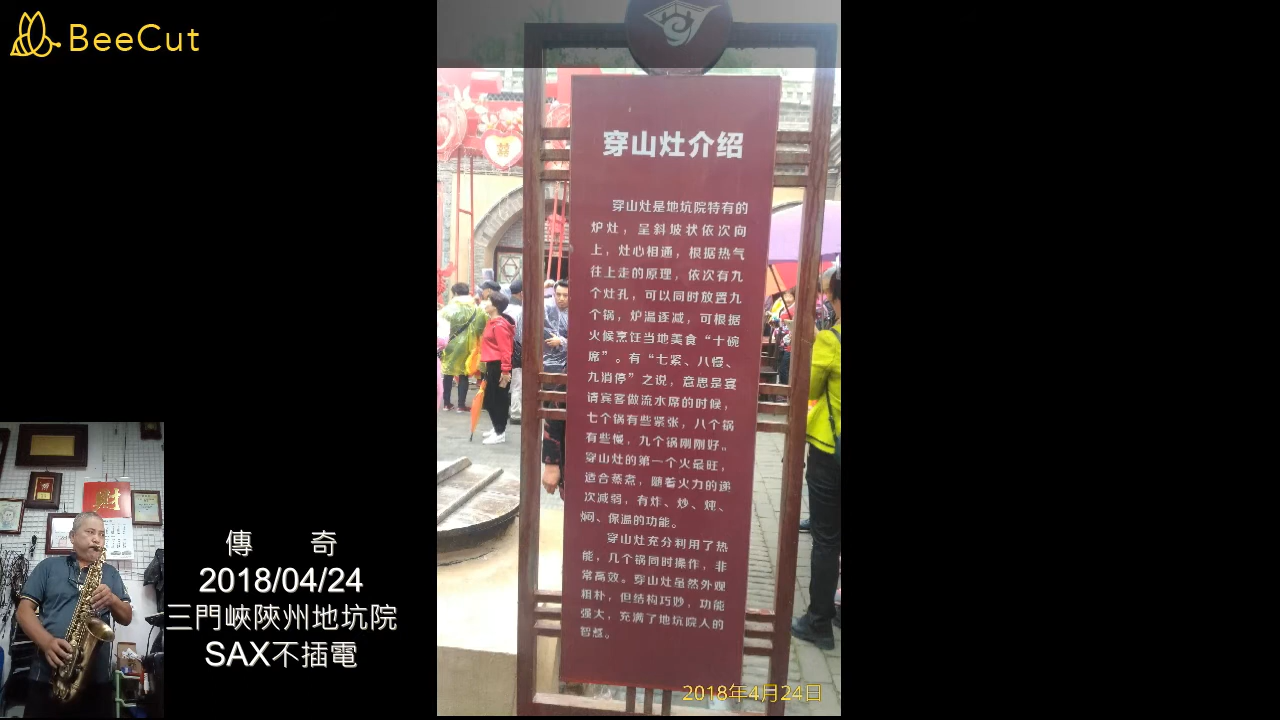 BeeCut
穿山灶介绍
穿山灶是地坑院特有的
炉灶，呈斜坡状依次向
上，灶心相通，根据热气
往上走的原理，依次有九
个灶孔，可以同时放置九
个锅，炉温逐减，可根据
火候烹饪当地美食“十碗
席”。有“七紧、八慢、
九消停”之说，意思是宴
请宾客做流水席的时候，
七个锅有些紧张，八个锅
有些慢，九个锅刚刚好。
穿山灶的第一个火最旺，
适合蒸煮，随着火力的递
次减弱，有炸、炒、炖、
焖、保温的功能。
穿山灶充分利用了热
能，几个锅同时操作，非
常高效。穿山灶虽然外观
粗朴，但结构巧妙，功能
强大，充满了地坑院人的
智慧。
2018年4月24日
囍
財
傳 奇
2018/04/24
三門峽陝州地坑院
SAX不插電